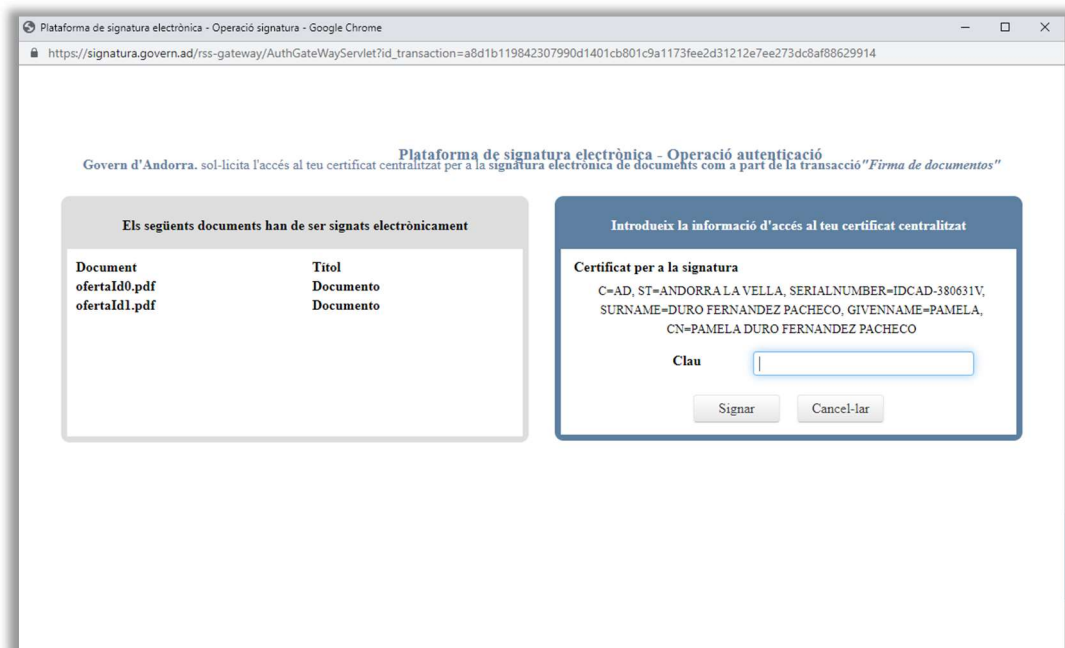 Plataforma de signatura electrònica - Operació signatura - Google Chrome
https://signatura.govern.ad/rss-gateway/AuthGateWayServlet?id_transaction=a8d1b119842307990d1401cb801c9a1173fee2d31212e7ee273dc8af88629914
Plataforma de signatura electrònica - Operació autenticació
Govern d'Andorra. sol-licita l'accés al teu certificat centralitzat per a la signatura electrònica de documents com a part de la transacció"Firma de documentos"
Els següents documents han de ser signats electrònicament
Document Títol
ofertaId0.pdf Documento
ofertaId1.pdf Documento
Introdueix la informació d'accés al teu certificat centralitzat
Certificat per a la signatura
C=AD, ST=ANDORRA LA VELLA, SERIALNUMBER=IDCAD-380631V,
SURNAME=DURO FERNANDEZ PACHECO, GIVENNAME=PAMELA,
CN=PAMELA DURO FERNANDEZ PACHECO
Clau
Signar Cancel-lar